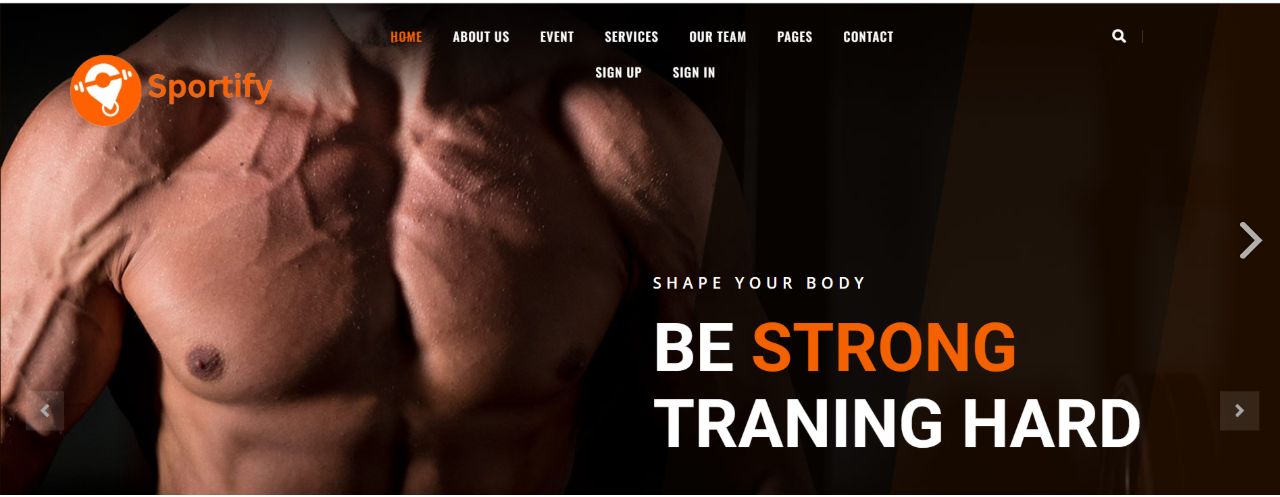 HOME ABOUT US EVENT SERVICES OUR TEAM PAGES CONTACT
SIGN UP SIGN IN
Sportify
SHAPE YOUR BODY
BE STRONG
TRANING HARD